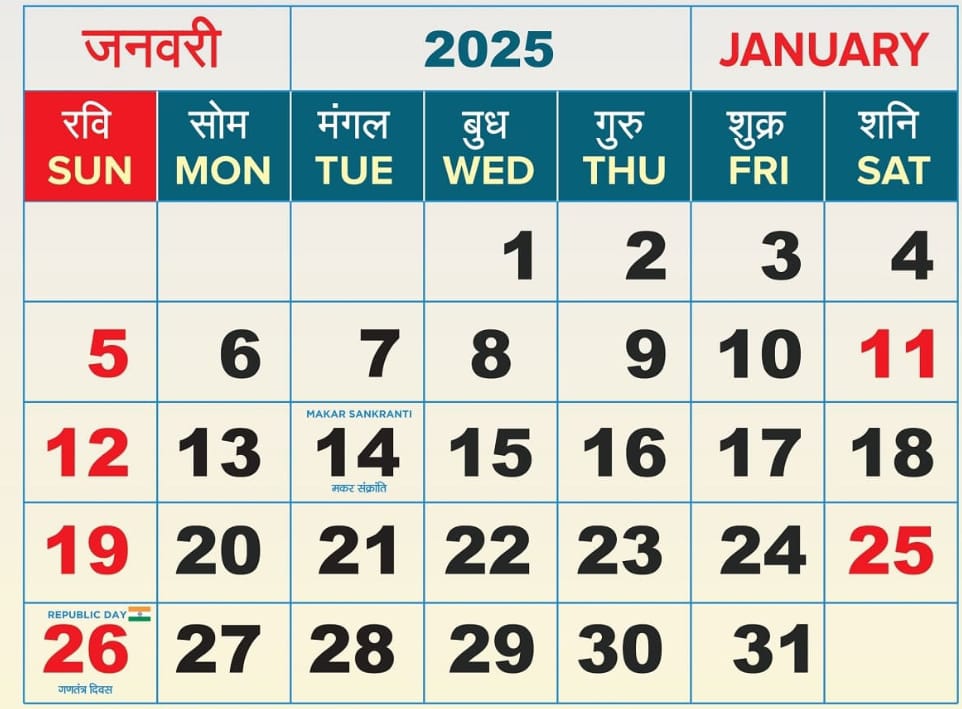 जनवरी 2025 JANUARY
रवि सोम मंगल बुध गुरु शुक्र शनि
SUN MON TUE WED THU FRI SAT
1 2 3 4
5 6 7 8 9 10 11
MAKAR SANKRANTI
12 13 14 15 16 17 18
मकर संक्रांति
19 20 21 22 23 24 25
REPUBLIC DAY
26 27 28 29 30 31
गणतंत्र दिवस